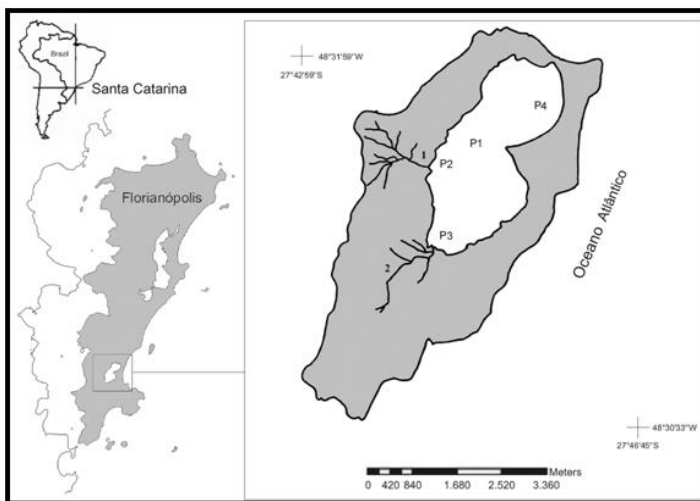 Brazil
Santa Catarina
Florianópolis
48°31'59"W
27°42'59"S
P4
P1
1
P2
P3
2
Oceano Atlântico
48°30'33"W
27°46'45"S
Meters
0 420 840 1.680 2.520 3.360